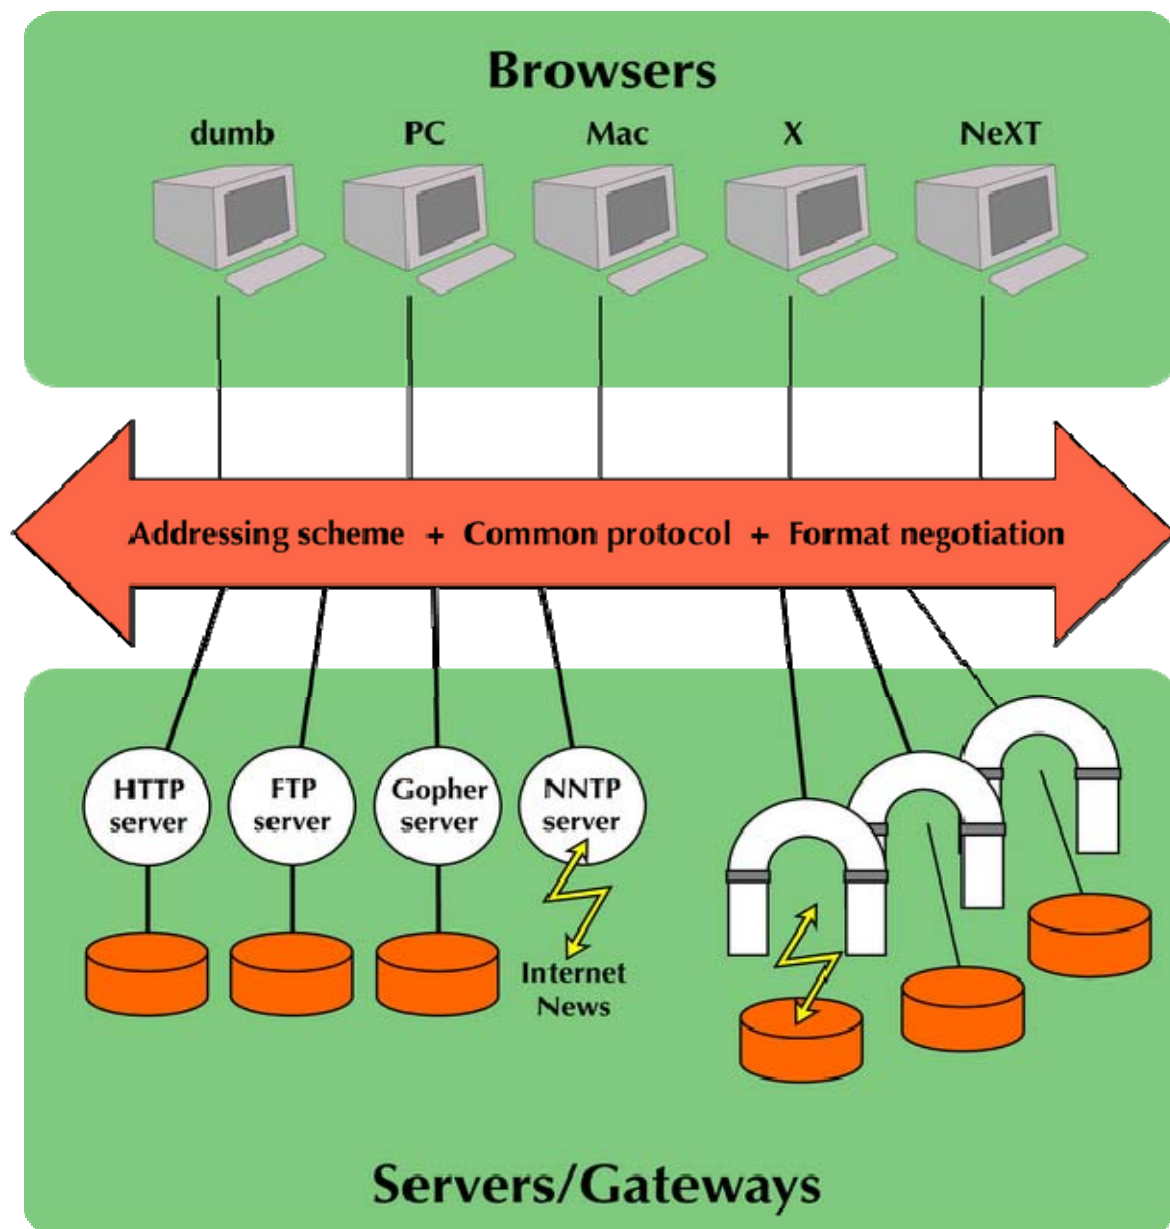 Browsers
dumb PC Mac X NeXT
Addressing scheme + Common protocol + Format negotiation
HTTP server
FTP server
Gopher server
NNTP server
Internet
News
Servers/Gateways